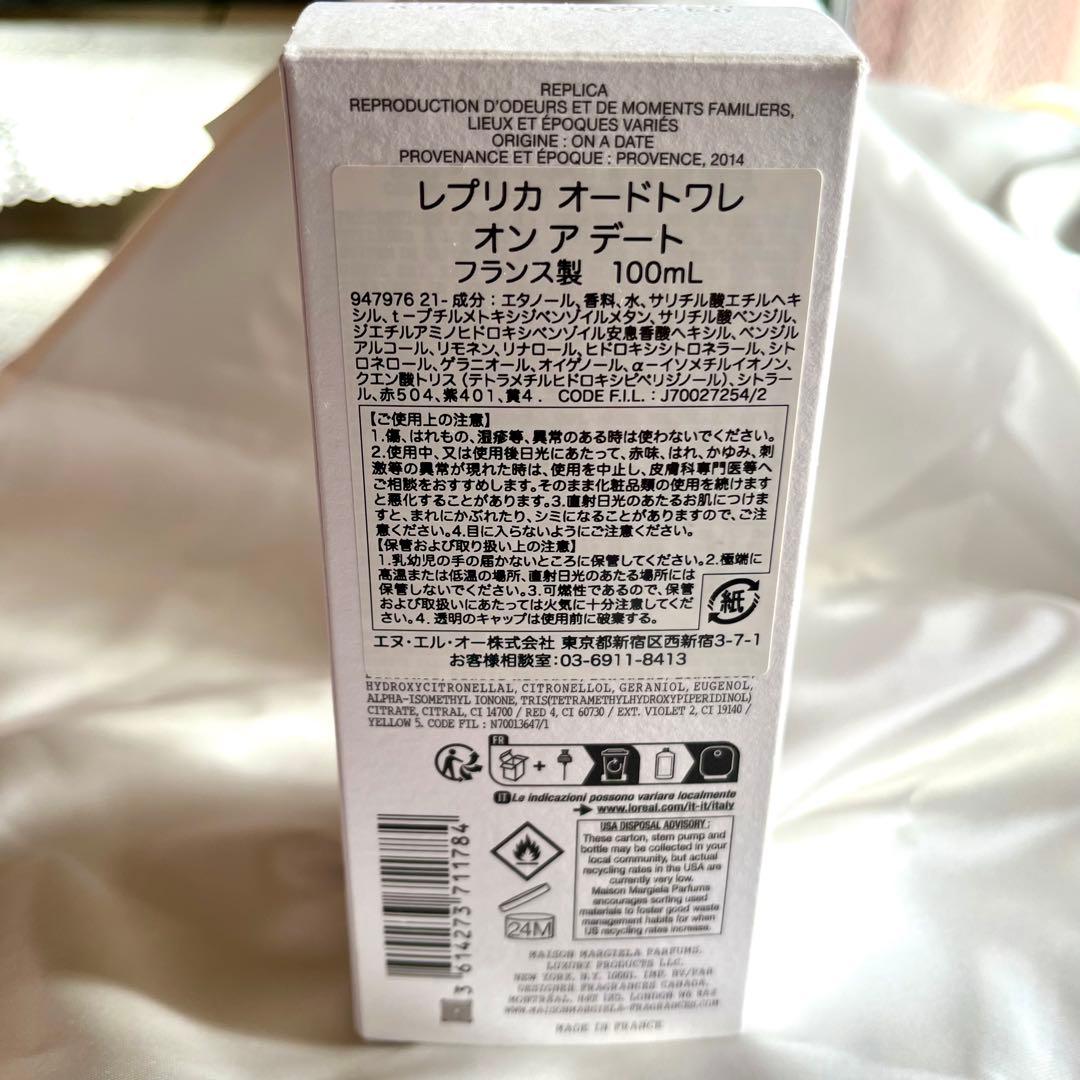 REPLICA
REPRODUCTION D'ODEURS ET DE MOMENTS FAMILIERS,
LIEUX ET ÉPOQUES VARIÉS
ORIGINE : ON A DATE
PROVENANCE ET ÉPOQUE : PROVENCE, 2014
レプリカ オードトワレ
オン ア デート
フランス製 100mL
947976 21- 成分：エタノール、香料、水、サリチル酸エチルヘキ
シル、t－ブチルメトキシジベンゾイルメタン、サリチル酸ベンジル、
ジエチルアミノヒドロキシベンゾイル安息香酸ヘキシル、ベンジル
アルコール、リモネン、リナロール、ヒドロキシシトロネラール、シト
ロネロール、ゲラニオール、オイゲノール、α－イソメチルイオノン、
クエン酸トリス（テトラメチルヒドロキシピペリジノール）、シトラー
ル、赤504、紫401、黄4． CODE F.I.L. : J70027254/2
【ご使用上の注意】
1.傷、はれもの、湿疹等、異常のある時は使わないでください。
2.使用中、又は使用後日光にあたって、赤味、はれ、かゆみ、刺
激等の異常が現れた時は、使用を中止し、皮膚科専門医等へ
ご相談をおすすめします。そのまま化粧品類の使用を続けます
と悪化することがあります。3.直射日光のあたるお肌につけま
すと、まれにかぶれたり、シミになることがありますので、ご注
意ください。4.目に入らないようにご注意ください。
【保管および取り扱い上の注意】
1.乳幼児の手の届かないところに保管してください。2.極端に
高温または低温の場所、直射日光のあたる場所には
保管しないでください。3.可燃性であるので、保管
および取扱いにあたっては火気に十分注意してくだ
さい。4. 透明のキャップは使用前に破棄する。
紙
エヌ・エル・オー株式会社 東京都新宿区西新宿3-7-1
お客様相談室：03-6911-8413
HYDROXYCITRONELLAL, CITRONELLOL, GERANIOL, EUGENOL,
ALPHA-ISOMETHYL IONONE, TRIS(TETRAMETHYLHYDROXYPIPERIDINOL)
CITRATE, CITRAL, CI 14700 / RED 4, CI 60730 / EXT. VIOLET 2, CI 19140 /
YELLOW 5. CODE FIL : N70013647/1
FR
IT Le indicazioni possono variare localmente
www.loreal.com/it-it/italy
USA DISPOSAL ADVISORY :
These carton, stem pump and
bottle may be collected in your
local community, but actual
recycling rates in the USA are
currently very low.
Maison Margiela Parfums
encourages sorting used
materials to foster good waste
management habits for when
US recycling rates increase.
24M
3 614273 711784
MAISON MARGIELA PARFUMS.
LUXURY PRODUCTS LLC.
NEW YORK, N.Y. 10001. IMP. BY/PAR
DESIGNER FRAGRANCES CANADA,
MONTRÉAL, H4T 1E3. LONDON W6 8AZ
WWW.MAISONMARGIELA-FRAGRANCES.COM
MADE IN FRANCE